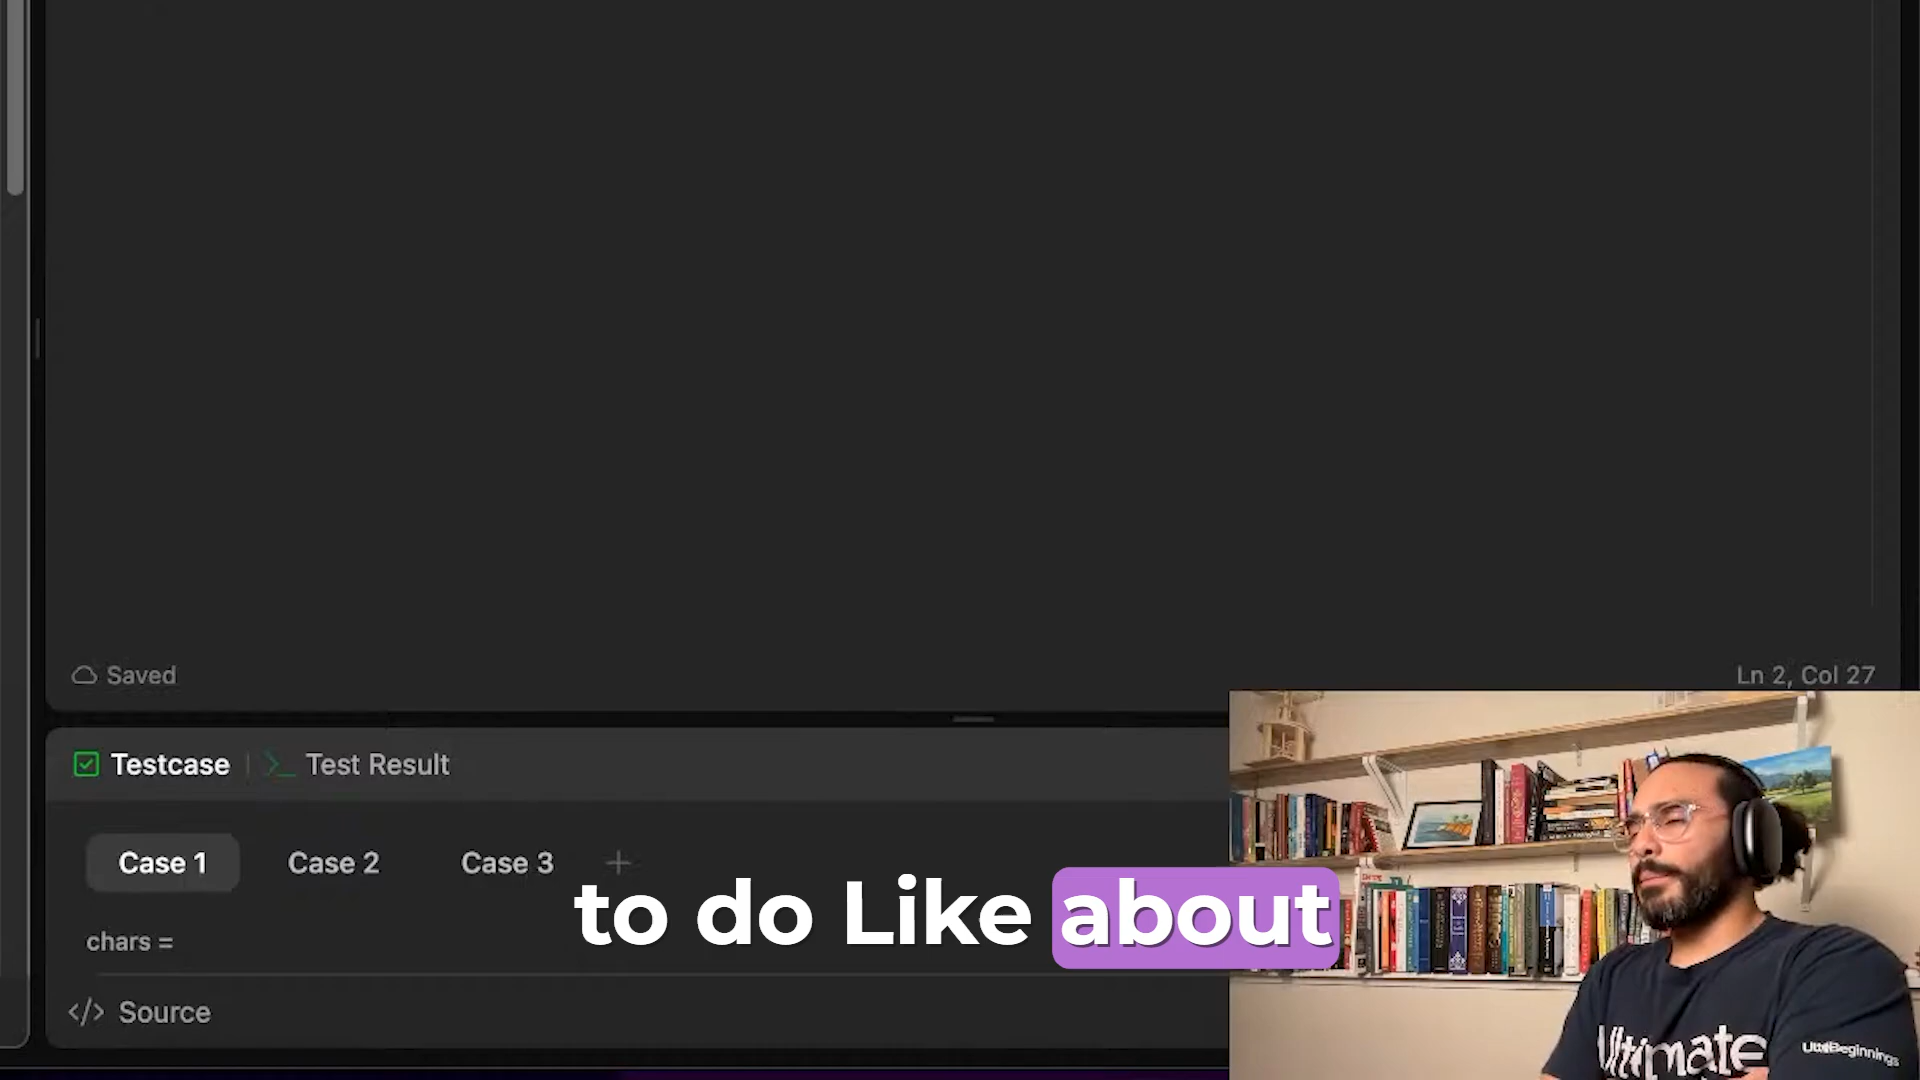 Saved
Ln 2, Col 27
Testcase
Test Result
Case 1
Case 2
Case 3
to do Like about
chars =
Source
Ultimate